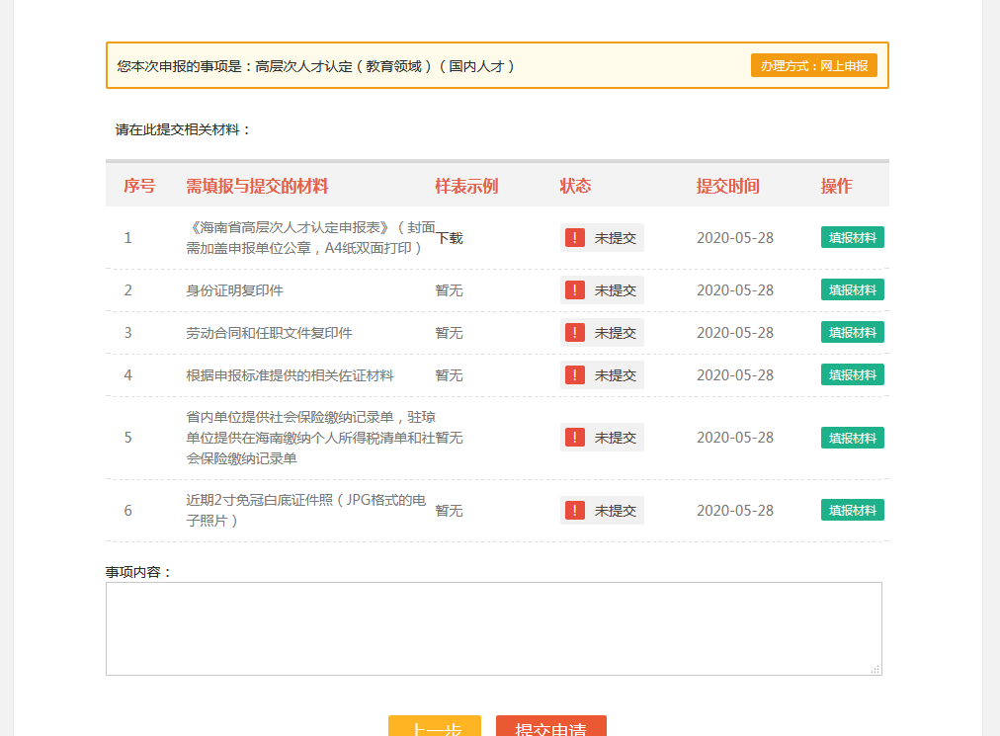 您本次申报的事项是：高层次人才认定（教育领域）（国内人才）
办理方式：网上申报
请在此提交相关材料：
序号 需填报与提交的材料 样表示例 状态 提交时间 操作
《海南省高层次人才认定申报表》（封面
1 下载 ! 未提交 2020-05-28 填报材料
需加盖申报单位公章，A4纸双面打印）
2 身份证明复印件 暂无 ! 未提交 2020-05-28 填报材料
3 劳动合同和任职文件复印件 暂无 ! 未提交 2020-05-28 填报材料
4 根据申报标准提供的相关佐证材料 暂无 ! 未提交 2020-05-28 填报材料
省内单位提供社会保险缴纳记录单，驻琼
5 单位提供在海南缴纳个人所得税清单和社 暂无 ! 未提交 2020-05-28 填报材料
会保险缴纳记录单
近期2寸免冠白底证件照（JPG格式的电
6 暂无 ! 未提交 2020-05-28 填报材料
子照片）
事项内容：
上一步 提交申请